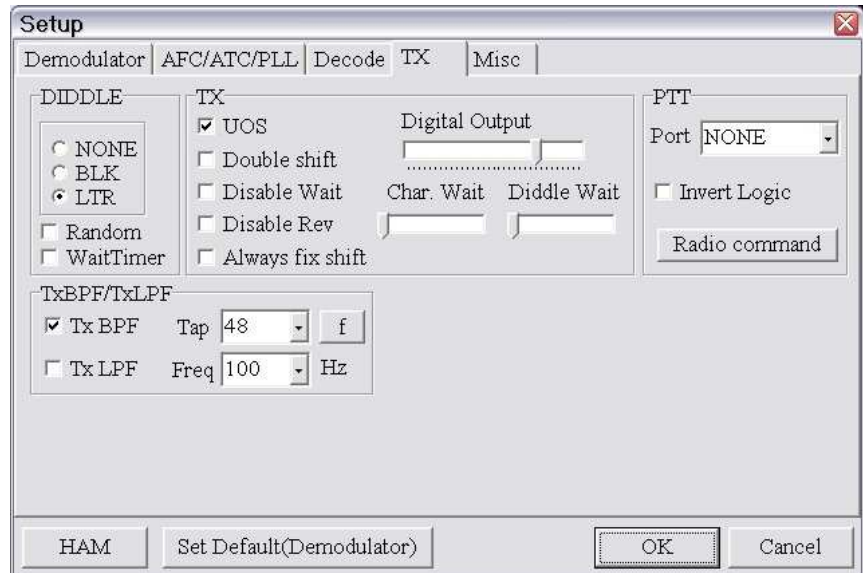 Setup
Demodulator AFC/ATC/PLL Decode TX Misc
DIDDLE
NONE
BLK
LTR
Random
WaitTimer
TX
UOS
Double shift
Disable Wait
Disable Rev
Always fix shift
Digital Output
Char. Wait Diddle Wait
PTT
Port NONE
Invert Logic
Radio command
TxBPF/TxLPF
Tx BPF Tap 48 f
Tx LPF Freq 100 Hz
HAM Set Default(Demodulator) OK Cancel